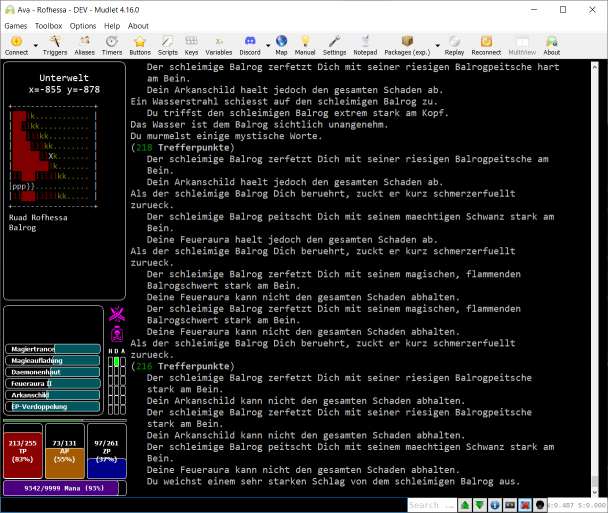 Ava - Rofhessa - DEV - Mudlet 4.16.0
Games Toolbox Options Help About
Connect Triggers Aliases Timers Buttons Scripts Keys Variables Discord Map Manual Settings Notepad Packages (exp.) Replay Reconnect MultiView About
Unterwelt
x=-855 y=-878
Ruad Rofhessa
Balrog
Der schleimige Balrog zerfetzt Dich mit seiner riesigen Balrogpeitsche hart
am Bein.
Dein Arkanschild haelt jedoch den gesamten Schaden ab.
Ein Wasserstrahl schiesst auf den schleimigen Balrog zu.
Du triffst den schleimigen Balrog extrem stark am Kopf.
Das Wasser ist dem Balrog sichtlich unangenehm.
Du murmelst einige mystische Worte.
(218 Trefferpunkte)
Der schleimige Balrog zerfetzt Dich mit seiner riesigen Balrogpeitsche am
Bein.
Dein Arkanschild haelt jedoch den gesamten Schaden ab.
Als der schleimige Balrog Dich beruehrt, zuckt er kurz schmerzerfuellt
zurueck.
Der schleimige Balrog peitscht Dich mit seinem maechtigen Schwanz stark am
Bein.
Deine Feueraura haelt jedoch den gesamten Schaden ab.
Als der schleimige Balrog Dich beruehrt, zuckt er kurz schmerzerfuellt
zurueck.
Der schleimige Balrog zerfetzt Dich mit seinem magischen, flammenden
Balrogschwert stark am Bein.
Deine Feueraura kann nicht den gesamten Schaden abhalten.
Der schleimige Balrog zerfetzt Dich mit seinem magischen, flammenden
Balrogschwert stark am Bein.
Deine Feueraura kann nicht den gesamten Schaden abhalten.
Als der schleimige Balrog Dich beruehrt, zuckt er kurz schmerzerfuellt
zurueck.
(216 Trefferpunkte)
Der schleimige Balrog zerfetzt Dich mit seiner riesigen Balrogpeitsche
stark am Bein.
Dein Arkanschild kann nicht den gesamten Schaden abhalten.
Der schleimige Balrog zerfetzt Dich mit seiner riesigen Balrogpeitsche
stark am Bein.
Dein Arkanschild kann nicht den gesamten Schaden abhalten.
Der schleimige Balrog peitscht Dich mit seinem maechtigen Schwanz stark am
Bein.
Deine Feueraura kann nicht den gesamten Schaden abhalten.
Du weichst einem sehr starken Schlag von dem schleimigen Balrog aus.
H D A
Magiertrance
Magieaufladung
Daemonenhaut
Feueraura II
Arkanschild
EP-Verdoppelung
213/255 TP (83%)
73/131 AP (55%)
97/261 ZP (37%)
9342/9999 Mana (93%)
Search ...
N:0.487 S:0.000